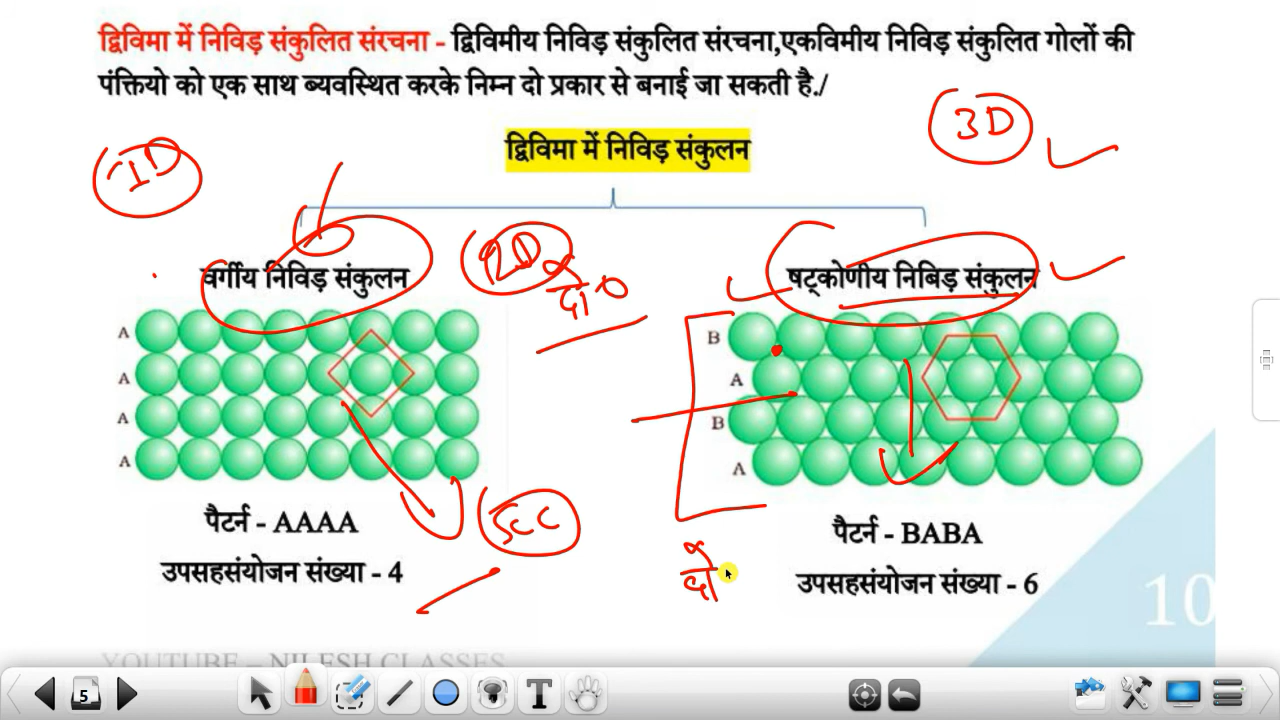 द्विविमा में निविड़ संकुलित संरचना - द्विविमीय निविड़ संकुलित संरचना,एकविमीय निविड़ संकुलित गोलों की
पंक्तियो को एक साथ ब्यवस्थित करके निम्न दो प्रकार से बनाई जा सकती है./
3D
द्विविमा में निविड़ संकुलन
1D
2D
वर्गीय निविड़ संकुलन
षट्कोणीय निबिड़ संकुलन
A
A
A
A
B
A
B
A
पैटर्न - AAAA
उपसहसंयोजन संख्या - 4
SCC
पैटर्न - BABA
उपसहसंयोजन संख्या - 6
10
YOUTUBE – NILESH CLASSES
5
T